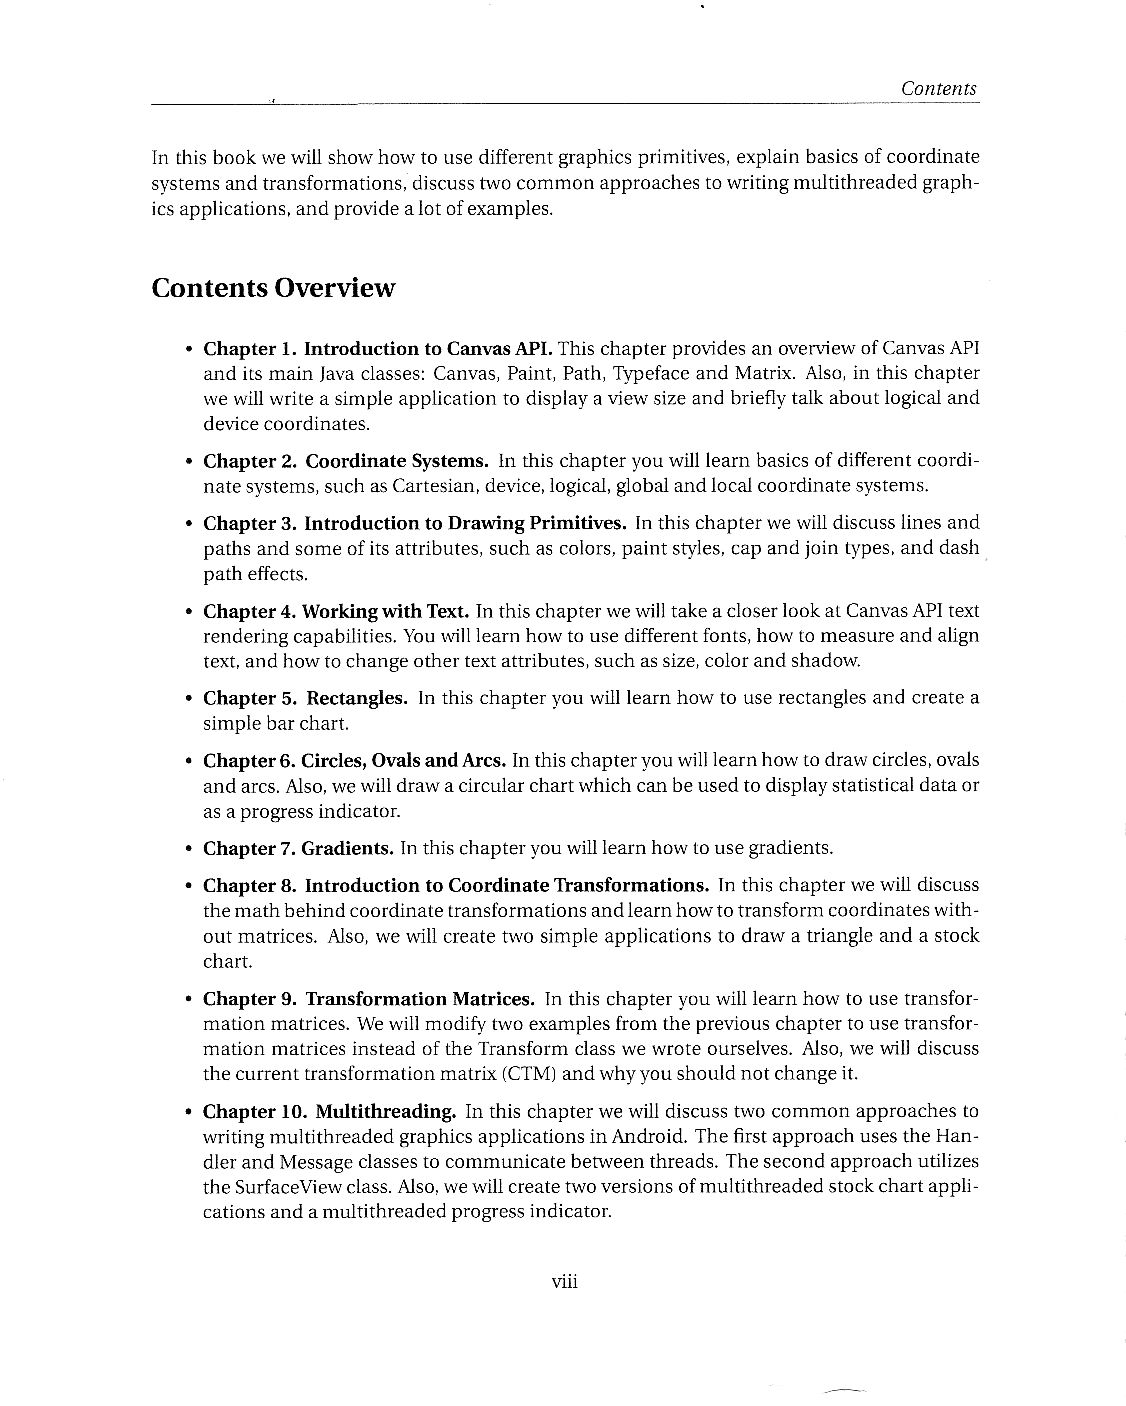 Contents
In this book we will show how to use different graphics primitives, explain basics of coordinate
systems and transformations, discuss two common approaches to writing multithreaded graph-
ics applications, and provide a lot of examples.
Contents Overview
• Chapter 1. Introduction to Canvas API. This chapter provides an overview of Canvas API
and its main Java classes: Canvas, Paint, Path, Typeface and Matrix. Also, in this chapter
we will write a simple application to display a view size and briefly talk about logical and
device coordinates.
• Chapter 2. Coordinate Systems. In this chapter you will learn basics of different coordi-
nate systems, such as Cartesian, device, logical, global and local coordinate systems.
• Chapter 3. Introduction to Drawing Primitives. In this chapter we will discuss lines and
paths and some of its attributes, such as colors, paint styles, cap and join types, and dash
path effects.
• Chapter 4. Working with Text. In this chapter we will take a closer look at Canvas API text
rendering capabilities. You will learn how to use different fonts, how to measure and align
text, and how to change other text attributes, such as size, color and shadow.
• Chapter 5. Rectangles. In this chapter you will learn how to use rectangles and create a
simple bar chart.
• Chapter 6. Circles, Ovals and Arcs. In this chapter you will learn how to draw circles, ovals
and arcs. Also, we will draw a circular chart which can be used to display statistical data or
as a progress indicator.
• Chapter 7. Gradients. In this chapter you will learn how to use gradients.
• Chapter 8. Introduction to Coordinate Transformations. In this chapter we will discuss
the math behind coordinate transformations and learn how to transform coordinates with-
out matrices. Also, we will create two simple applications to draw a triangle and a stock
chart.
• Chapter 9. Transformation Matrices. In this chapter you will learn how to use transfor-
mation matrices. We will modify two examples from the previous chapter to use transfor-
mation matrices instead of the Transform class we wrote ourselves. Also, we will discuss
the current transformation matrix (CTM) and why you should not change it.
• Chapter 10. Multithreading. In this chapter we will discuss two common approaches to
writing multithreaded graphics applications in Android. The first approach uses the Han-
dler and Message classes to communicate between threads. The second approach utilizes
the SurfaceView class. Also, we will create two versions of multithreaded stock chart appli-
cations and a multithreaded progress indicator.
viii